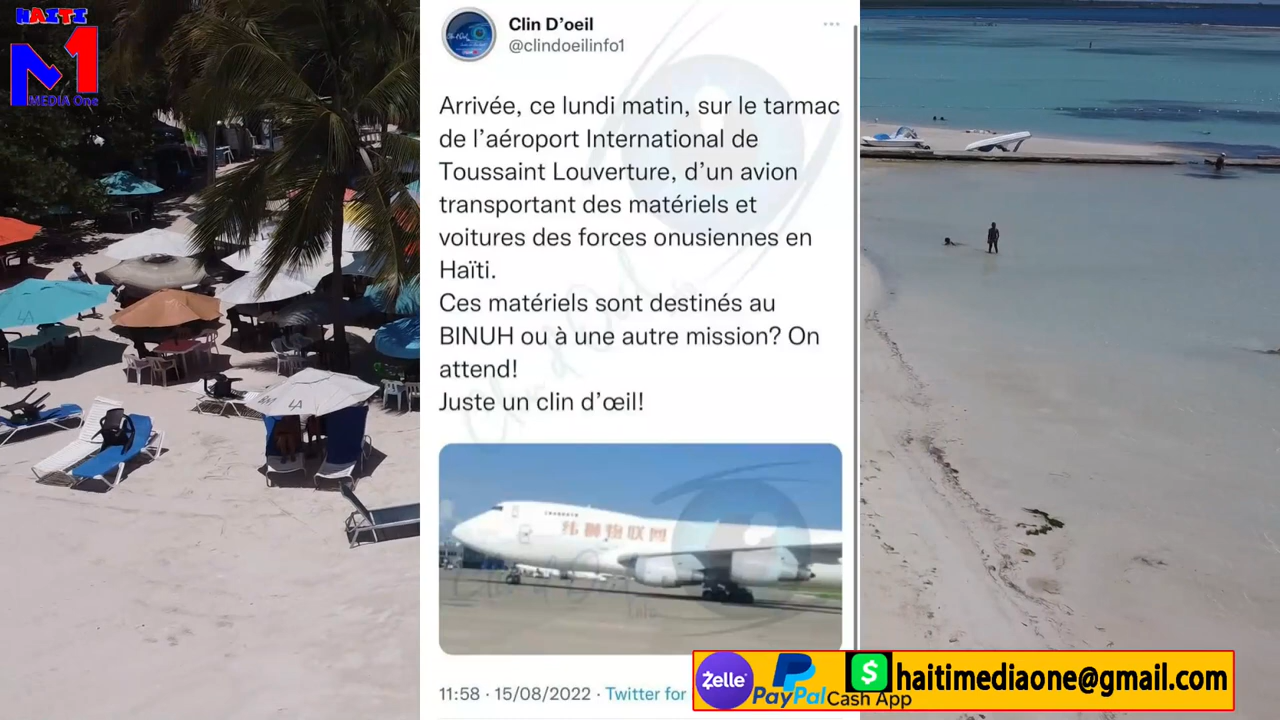 HAITI
M1
MEDIA One
Clin D'oeil
@clindoeilinfo1
Arrivée, ce lundi matin, sur le tarmac
de l'aéroport International de
Toussaint Louverture, d'un avion
transportant des matériels et
voitures des forces onusiennes en
Haïti.
Ces matériels sont destinés au
BINUH ou à une autre mission? On
attend!
Juste un clin d'œil!
11:58 · 15/08/2022 · Twitter for
Zelle
PayPal
$
Cash App
haitimediaone@gmail.com